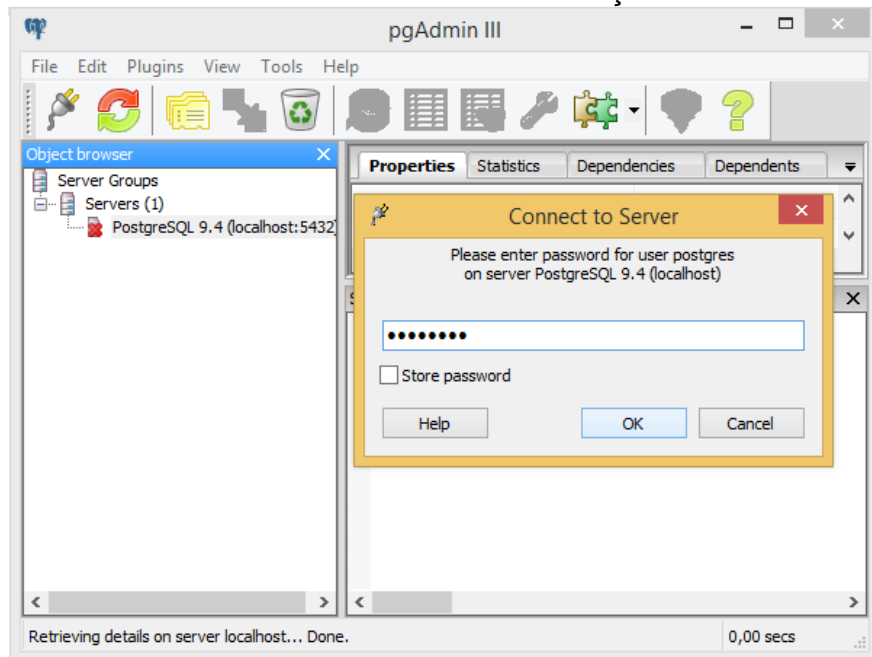 pgAdmin III
File Edit Plugins View Tools Help
Object browser
Server Groups
Servers (1)
PostgreSQL 9.4 (localhost:5432)
Properties Statistics Dependencies Dependents
Connect to Server
Please enter password for user postgres
on server PostgreSQL 9.4 (localhost)
••••••••
Store password
Help OK Cancel
Retrieving details on server localhost... Done.
0,00 secs